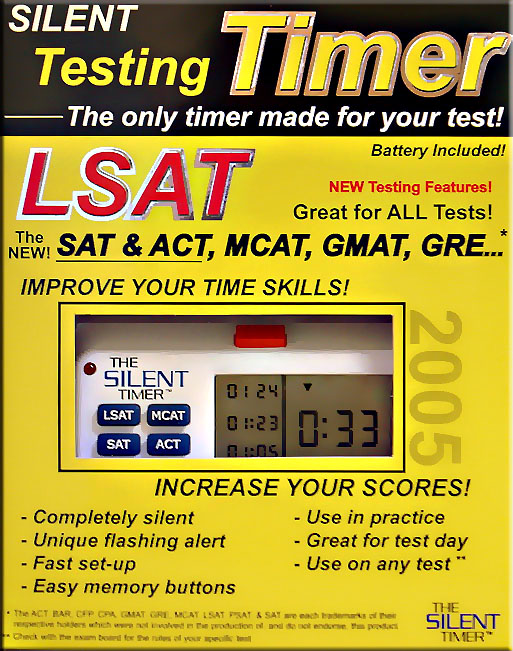 SILENT
Testing Timer
The only timer made for your test!
Battery Included!
LSAT
NEW Testing Features!
Great for ALL Tests!
The NEW! SAT & ACT, MCAT, GMAT, GRE...*
IMPROVE YOUR TIME SKILLS!
2005
THE
SILENT
TIMER™
LSAT MCAT
SAT ACT
01 24
01:23
01:05
0:33
INCREASE YOUR SCORES!
- Completely silent
- Unique flashing alert
- Fast set-up
- Easy memory buttons
- Use in practice
- Great for test day
- Use on any test **
* The ACT, BAR, CFP, CPA, GMAT, GRE, MCAT, LSAT, PSAT & SAT are each trademarks of their
respective holders which were not involved in the production of, and do not endorse, this product.
** Check with the exam board for the rules of your specific test
THE
SILENT
TIMER™